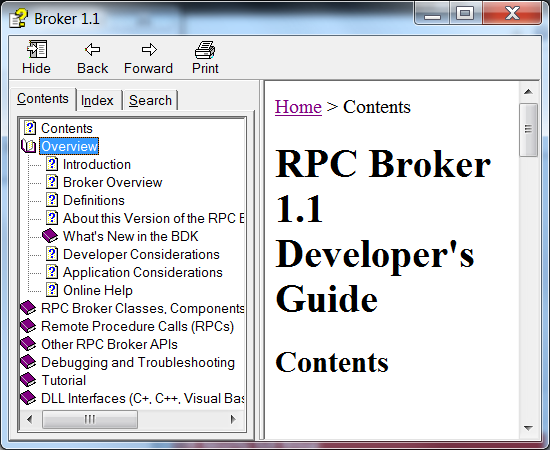 Broker 1.1
Hide Back Forward Print
Contents Index Search
Contents
Overview
Introduction
Broker Overview
Definitions
About this Version of the RPC B
What's New in the BDK
Developer Considerations
Application Considerations
Online Help
RPC Broker Classes, Components
Remote Procedure Calls (RPCs)
Other RPC Broker APIs
Debugging and Troubleshooting
Tutorial
DLL Interfaces (C+, C++, Visual Bas
Home > Contents
RPC Broker
1.1
Developer's
Guide
Contents